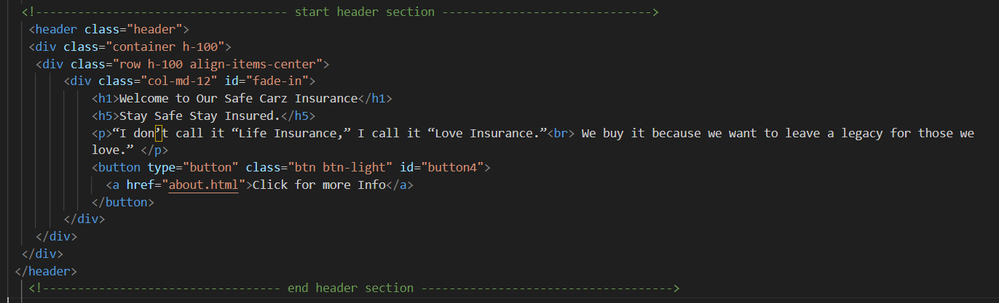 <!------------------------------------ start header section ------------------------------>
<header class="header">
<div class="container h-100">
<div class="row h-100 align-items-center">
<div class="col-md-12" id="fade-in">
<h1>Welcome to Our Safe Carz Insurance</h1>
<h5>Stay Safe Stay Insured.</h5>
<p>“I don’t call it “Life Insurance,” I call it “Love Insurance.”<br> We buy it because we want to leave a legacy for those we
love.” </p>
<button type="button" class="btn btn-light" id="button4">
<a href="about.html">Click for more Info</a>
</button>
</div>
</div>
</div>
</header>
<!---------------------------------- end header section ------------------------------------>